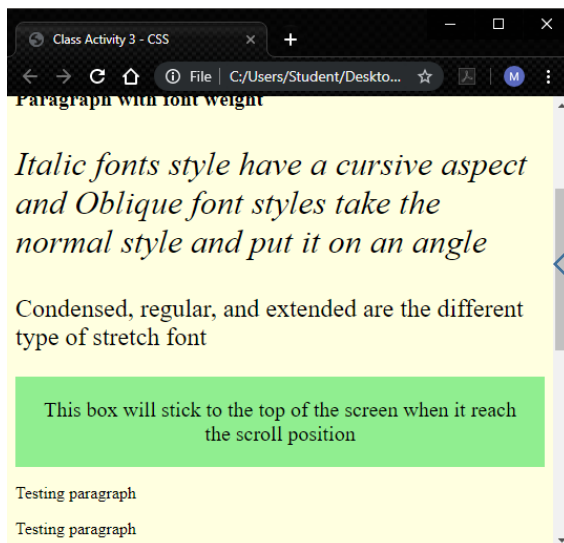 Class Activity 3 - CSS
File | C:/Users/Student/Deskto...
M
Paragraph with font weight
Italic fonts style have a cursive aspect
and Oblique font styles take the
normal style and put it on an angle
Condensed, regular, and extended are the different
type of stretch font
This box will stick to the top of the screen when it reach
the scroll position
Testing paragraph
Testing paragraph